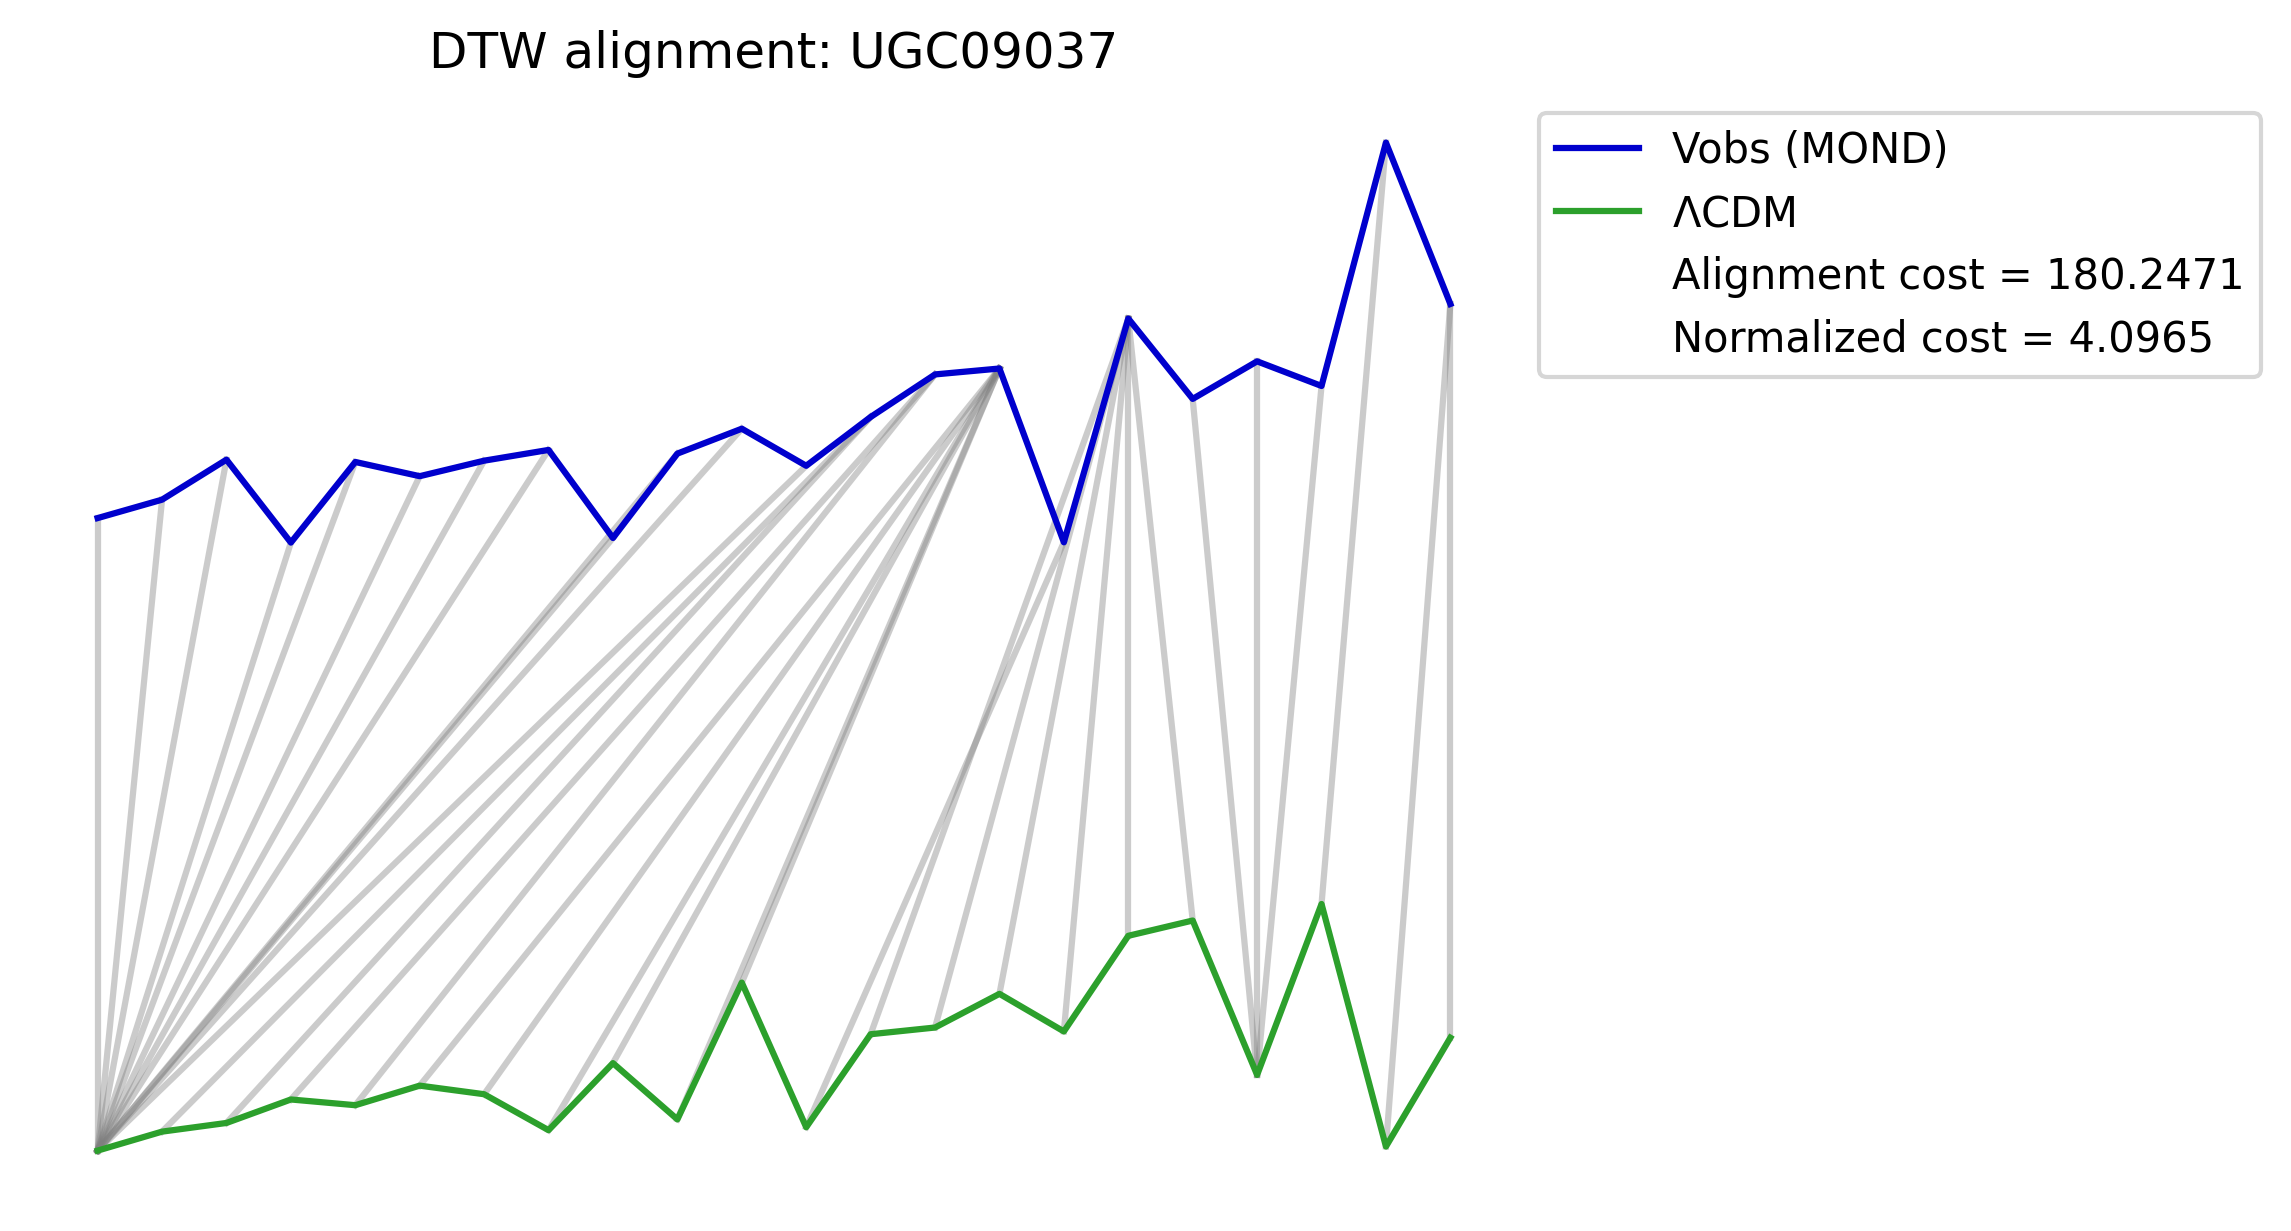 DTW alignment: UGC09037
Vobs (MOND)
ΛCDM
Alignment cost = 180.2471
Normalized cost = 4.0965